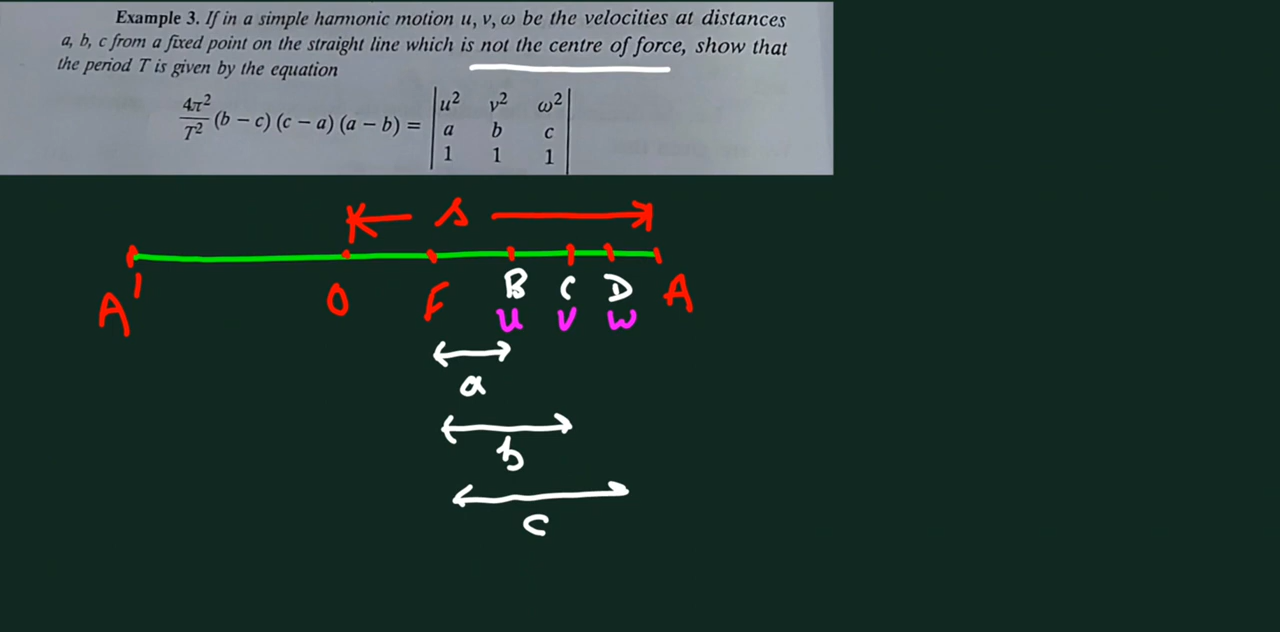 Example 3. If in a simple harmonic motion u, v, ω be the velocities at distances
a, b, c from a fixed point on the straight line which is not the centre of force, show that
the period T is given by the equation
4π²/T² (b – c) (c – a) (a – b) = | u² v² ω² |
| a b c |
| 1 1 1 |
s
A' O F B C D A
u v w
a
b
c